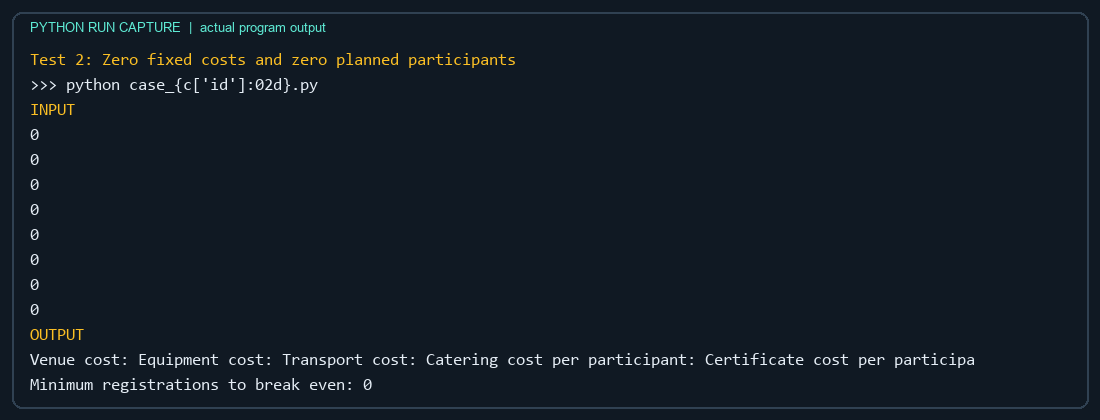 PYTHON RUN CAPTURE | actual program output
Test 2: Zero fixed costs and zero planned participants
>>> python case_{c['id']:02d}.py
INPUT
0
0
0
0
0
0
0
0
OUTPUT
Venue cost: Equipment cost: Transport cost: Catering cost per participant: Certificate cost per participa
Minimum registrations to break even: 0